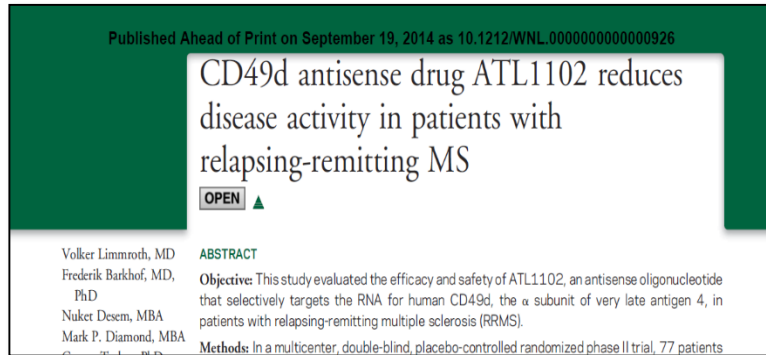 Published Ahead of Print on September 19, 2014 as 10.1212/WNL.0000000000000926
CD49d antisense drug ATL1102 reduces
disease activity in patients with
relapsing-remitting MS
OPEN
Volker Limmroth, MD
Frederik Barkhof, MD,
PhD
Nuket Desem, MBA
Mark P. Diamond, MBA
ABSTRACT
Objective: This study evaluated the efficacy and safety of ATL1102, an antisense oligonucleotide
that selectively targets the RNA for human CD49d, the α subunit of very late antigen 4, in
patients with relapsing-remitting multiple sclerosis (RRMS).
Methods: In a multicenter, double-blind, placebo-controlled randomized phase II trial, 77 patients